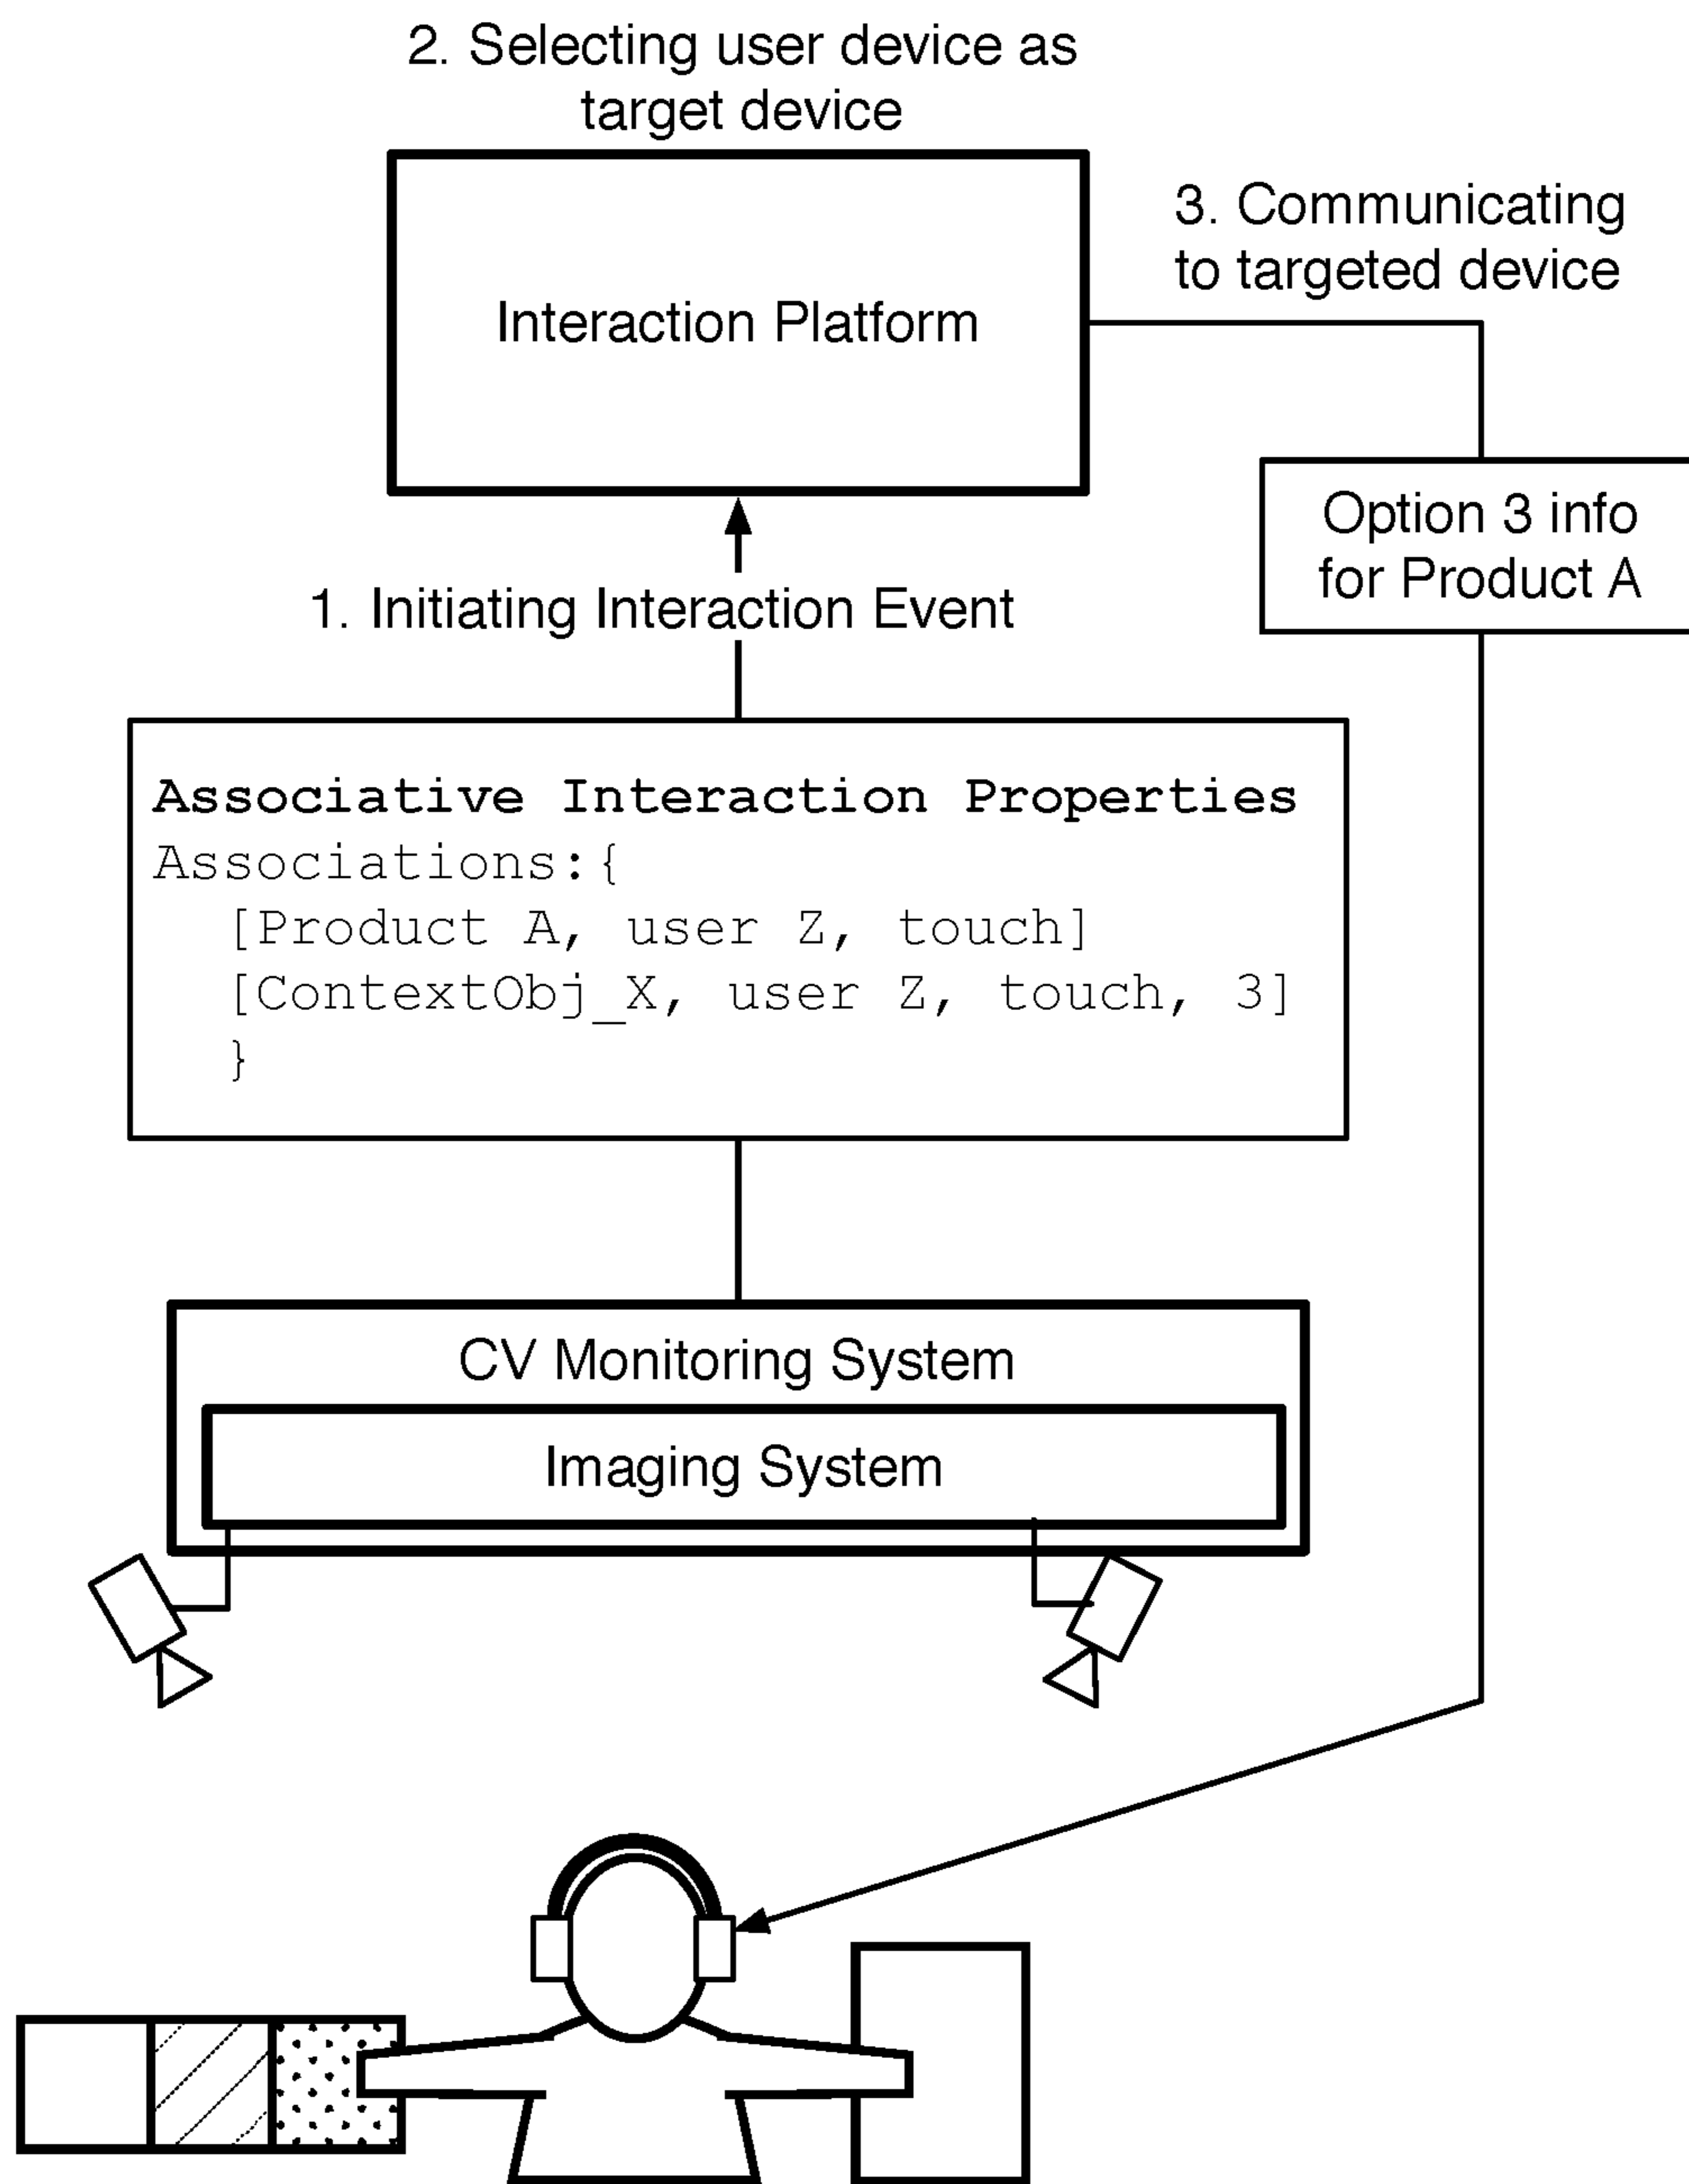 2. Selecting user device as
target device
Interaction Platform
3. Communicating
to targeted device
Option 3 info
for Product A
1. Initiating Interaction Event
Associative Interaction Properties
Associations:{
[Product A, user Z, touch]
[ContextObj_X, user Z, touch, 3]
}
CV Monitoring System
Imaging System